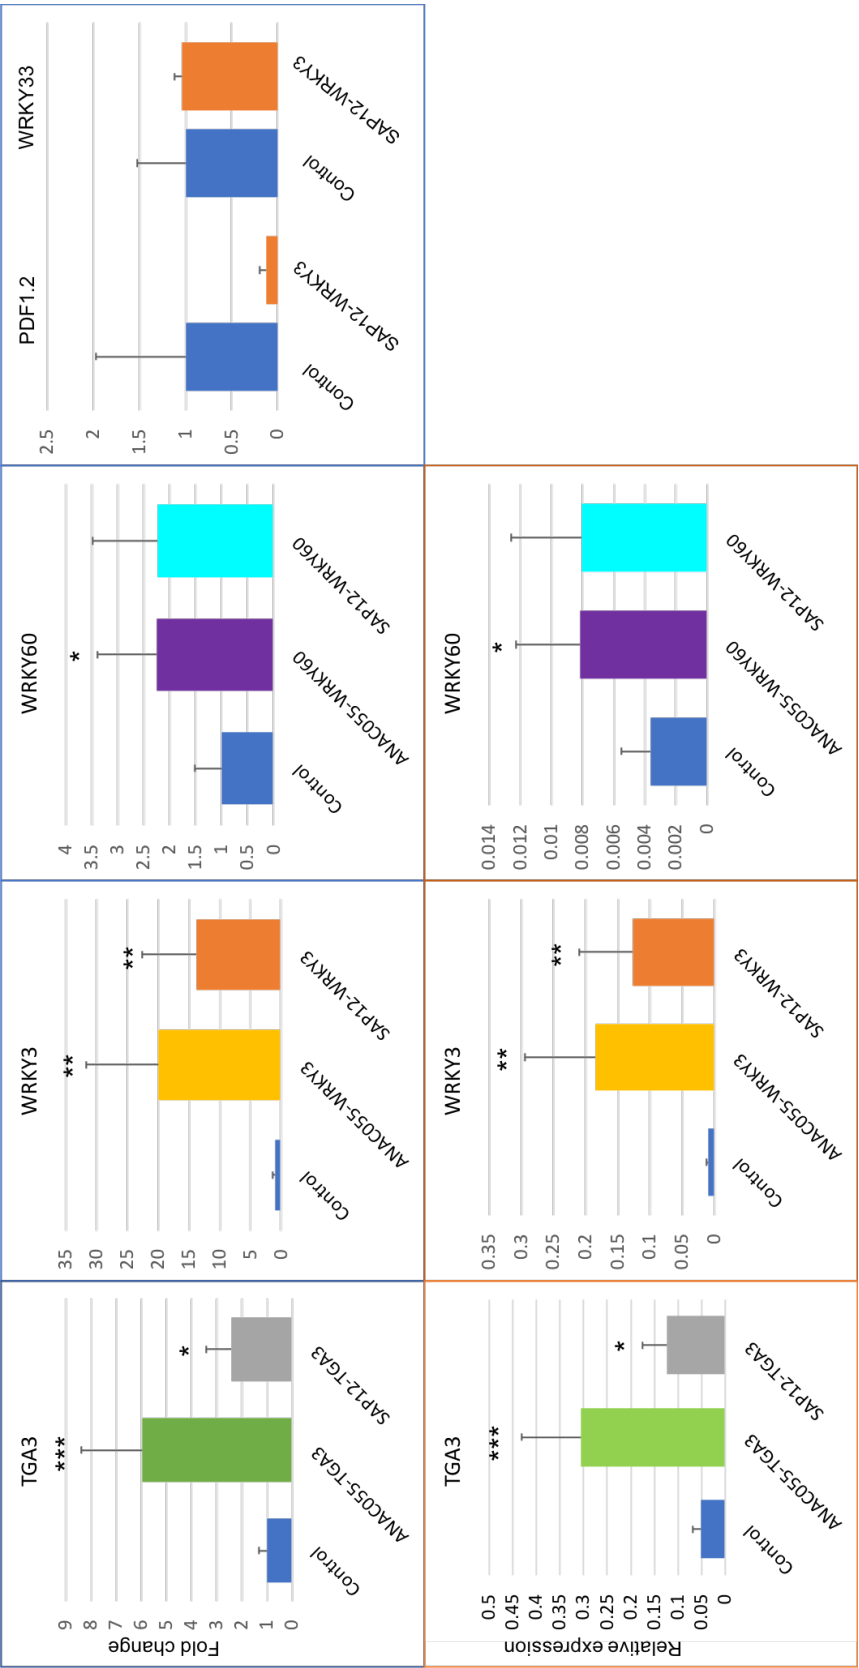 TGA3
***
*
9
8
7
6
5
4
3
2
1
0
Fold change
Control
ANAC055-TGA3
SAP12-TGA3
WRKY3
**
**
35
30
25
20
15
10
5
0
Control
ANAC055-WRKY3
SAP12-WRKY3
WRKY60
*
4
3.5
3
2.5
2
1.5
1
0.5
0
Control
ANAC055-WRKY60
SAP12-WRKY60
PDF1.2
WRKY33
2.5
2
1.5
1
0.5
0
Control
SAP12-WRKY3
Control
SAP12-WRKY3
TGA3
***
*
0.5
0.45
0.4
0.35
0.3
0.25
0.2
0.15
0.1
0.05
0
Relative expression
Control
ANAC055-TGA3
SAP12-TGA3
WRKY3
**
**
0.35
0.3
0.25
0.2
0.15
0.1
0.05
0
Control
ANAC055-WRKY3
SAP12-WRKY3
WRKY60
*
0.014
0.012
0.01
0.008
0.006
0.004
0.002
0
Control
ANAC055-WRKY60
SAP12-WRKY60